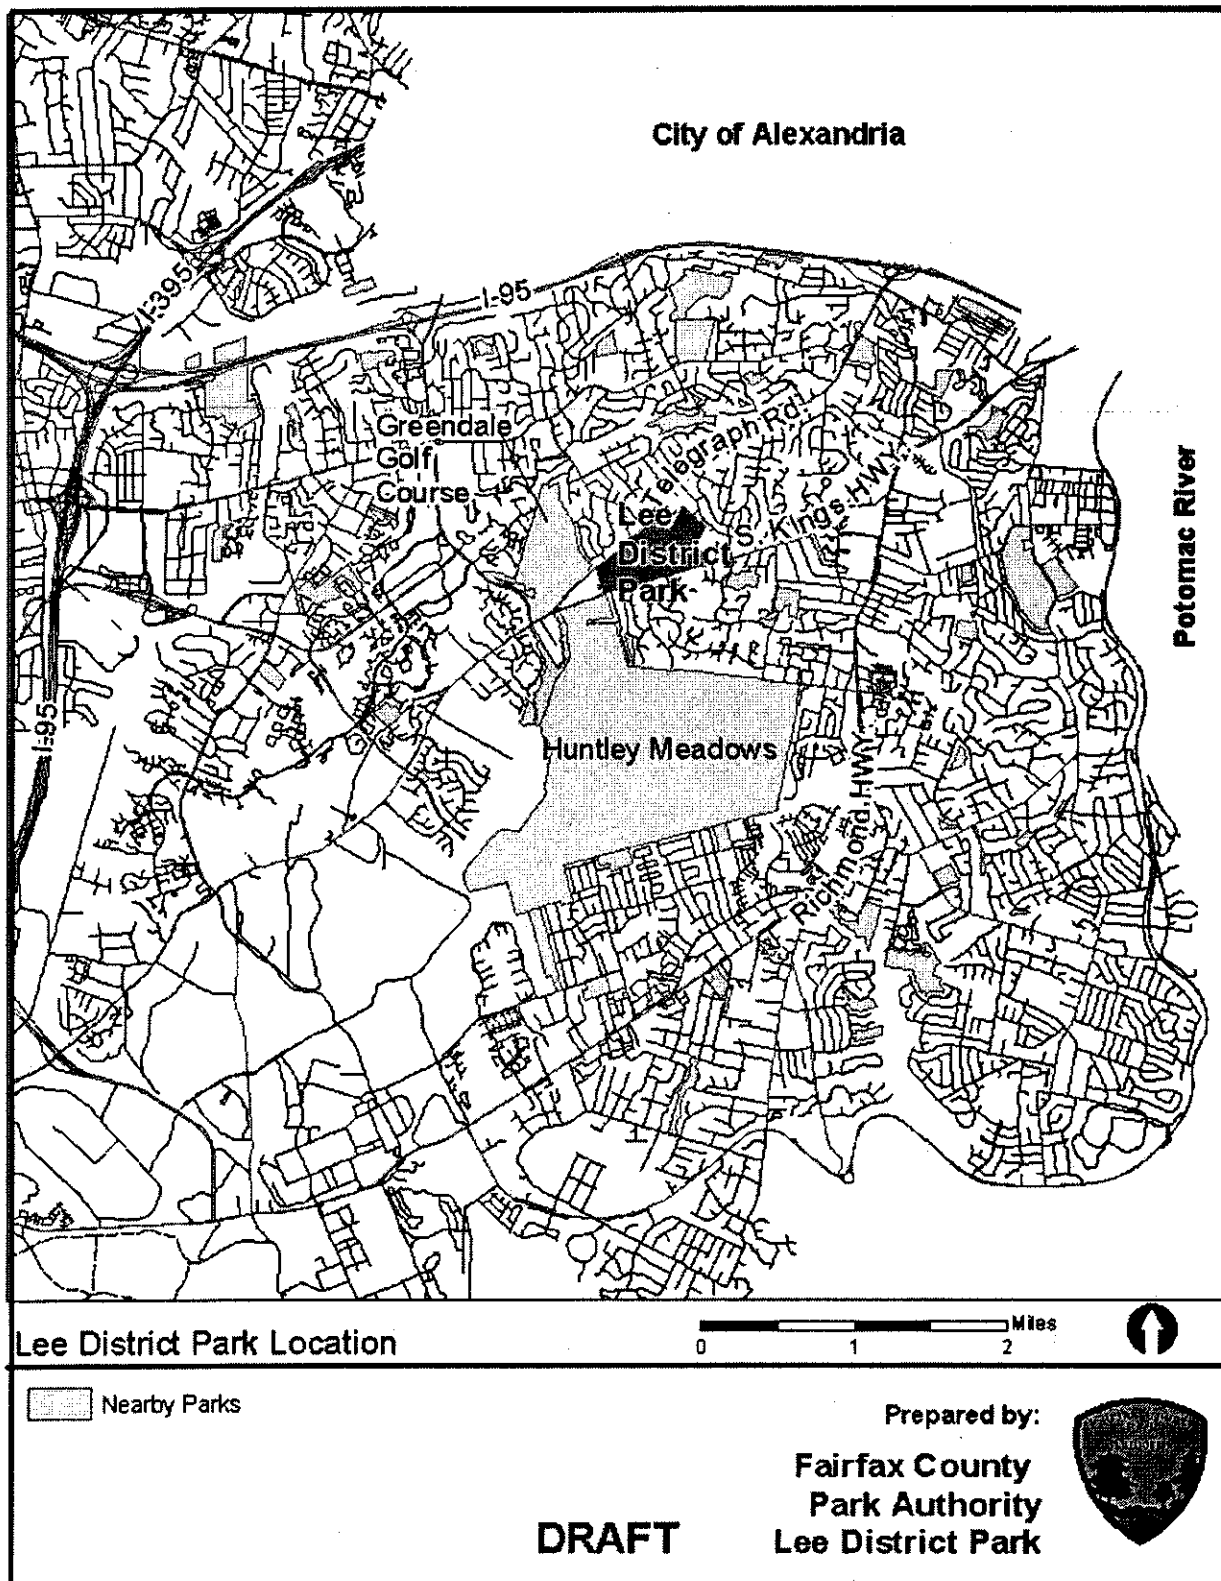 City of Alexandria
I-395
I-95
Greendale
Golf
Course
Telegraph Rd.
S. Kings HWY
Lee
District
Park
Potomac River
I-95
Huntley Meadows
Richmond HWY
Lee District Park Location
Miles
0 1 2
Nearby Parks
Prepared by:
Fairfax County
Park Authority
Lee District Park
DRAFT